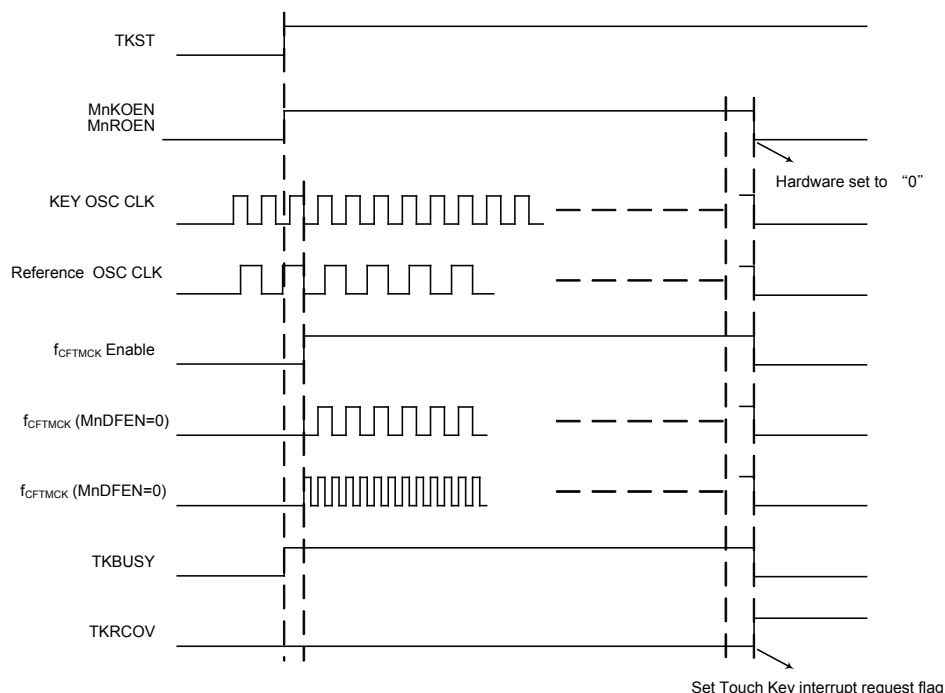 TKST
MnKOEN
MnROEN
Hardware set to “0”
KEY OSC CLK
Reference OSC CLK
fCFTMCK Enable
fCFTMCK (MnDFEN=0)
fCFTMCK (MnDFEN=0)
TKBUSY
TKRCOV
Set Touch Key interrupt request flag